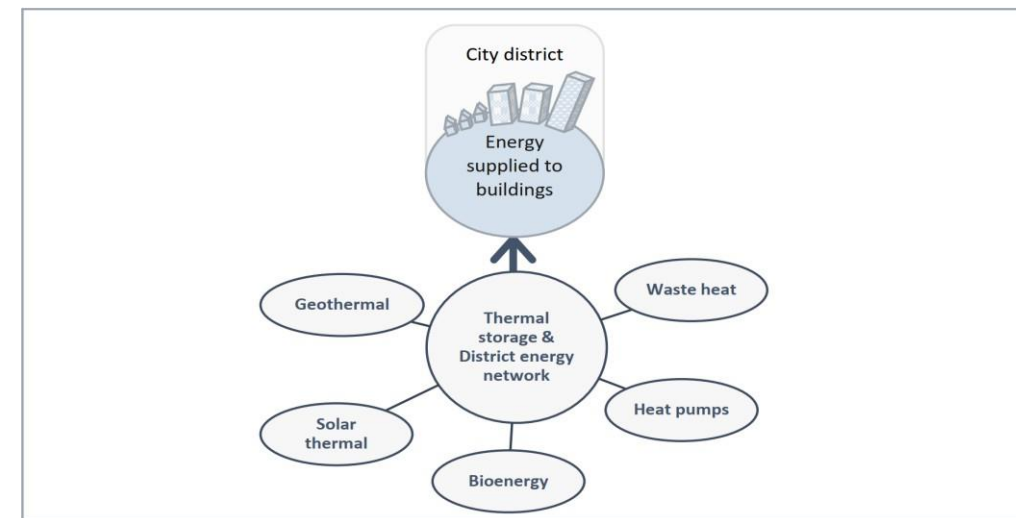 City district
Energy
supplied to
buildings
Geothermal
Waste heat
Thermal
storage &
District energy
network
Solar
thermal
Heat pumps
Bioenergy